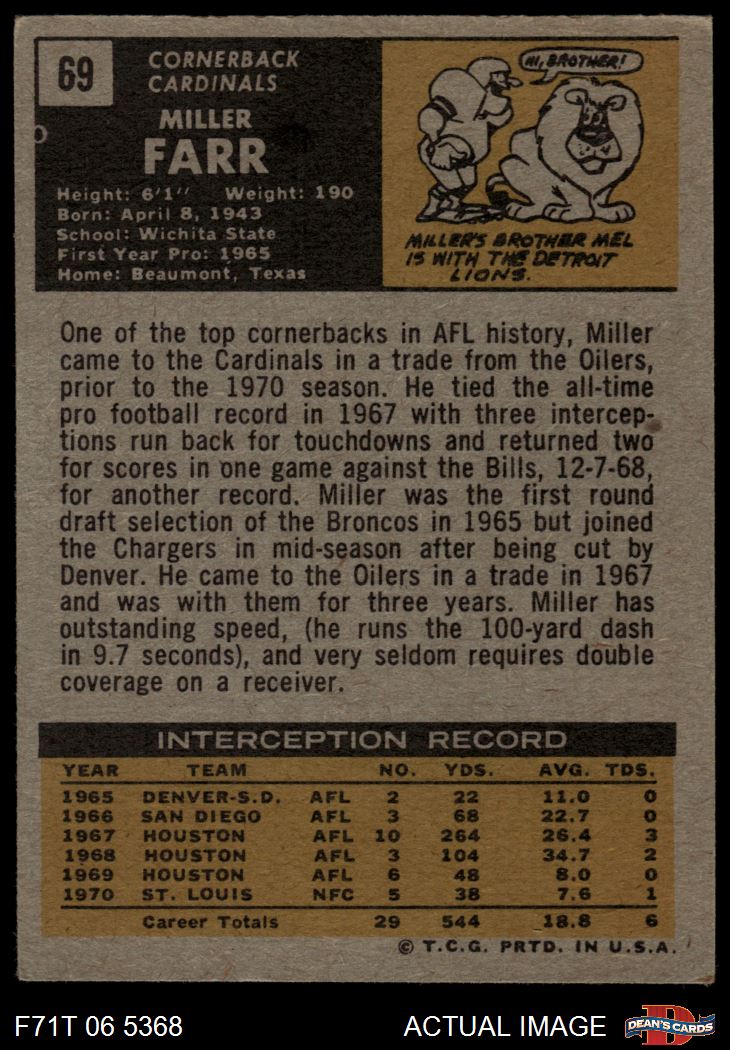 69
CORNERBACK
CARDINALS
MILLER
FARR
Height: 6'1" Weight: 190
Born: April 8, 1943
School: Wichita State
First Year Pro: 1965
Home: Beaumont, Texas
HI, BROTHER!
MILLER'S BROTHER MEL
IS WITH THE DETROIT
LIONS.
One of the top cornerbacks in AFL history, Miller
came to the Cardinals in a trade from the Oilers,
prior to the 1970 season. He tied the all-time
pro football record in 1967 with three intercep-
tions run back for touchdowns and returned two
for scores in one game against the Bills, 12-7-68,
for another record. Miller was the first round
draft selection of the Broncos in 1965 but joined
the Chargers in mid-season after being cut by
Denver. He came to the Oilers in a trade in 1967
and was with them for three years. Miller has
outstanding speed, (he runs the 100-yard dash
in 9.7 seconds), and very seldom requires double
coverage on a receiver.
INTERCEPTION RECORD
YEAR TEAM NO. YDS. AVG. TDS.
1965 DENVER-S.D. AFL 2 22 11.0 0
1966 SAN DIEGO AFL 3 68 22.7 0
1967 HOUSTON AFL 10 264 26.4 3
1968 HOUSTON AFL 3 104 34.7 2
1969 HOUSTON AFL 6 48 8.0 0
1970 ST. LOUIS NFC 5 38 7.6 1
Career Totals 29 544 18.8 6
© T.C.G. PRTD. IN U.S.A.
F71T 06 5368 ACTUAL IMAGE D DEAN'S CARDS